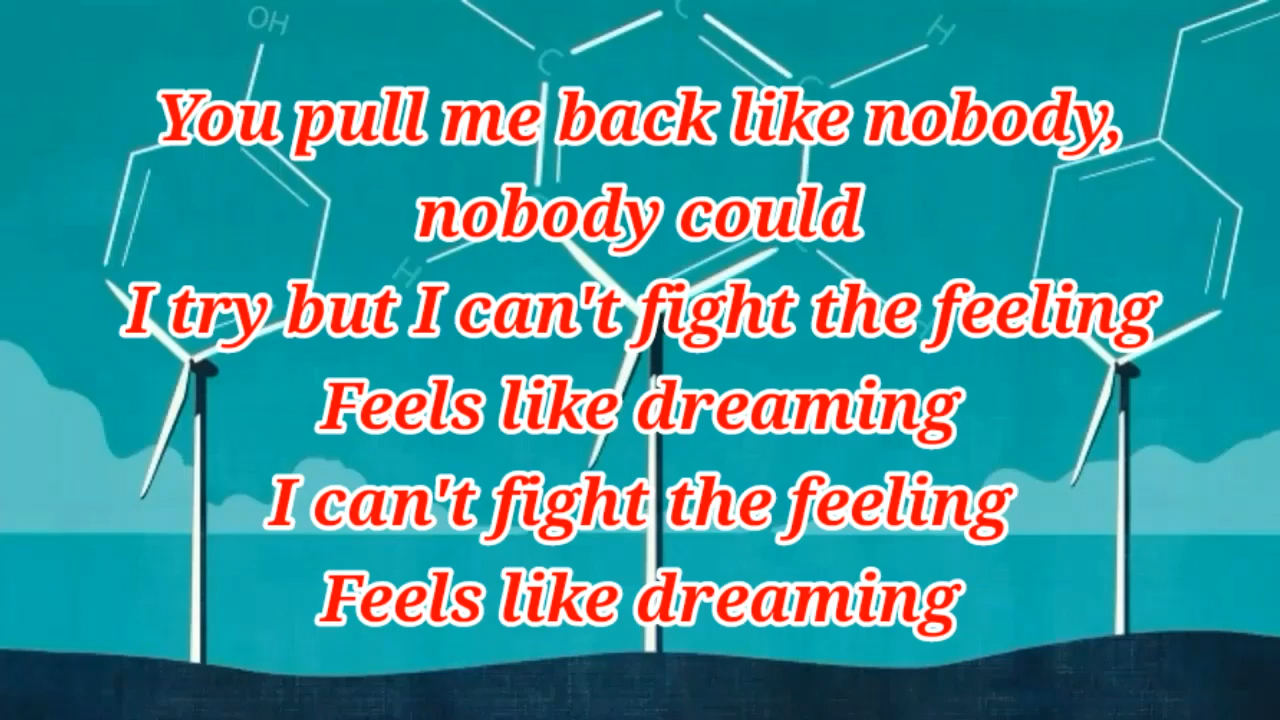 OH
C
C
C
H
You pull me back like nobody,
nobody could
H
I try but I can't fight the feeling
Feels like dreaming
I can't fight the feeling
Feels like dreaming